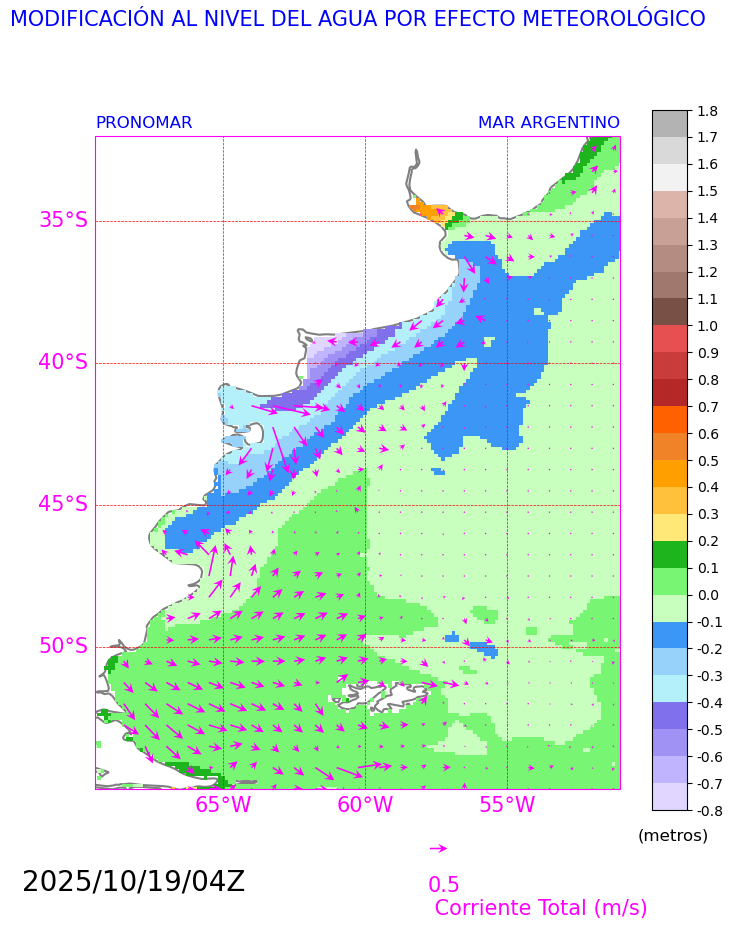 MODIFICACIÓN AL NIVEL DEL AGUA POR EFECTO METEOROLÓGICO
PRONOMAR
MAR ARGENTINO
35°S
40°S
45°S
50°S
65°W
60°W
55°W
1.8
1.7
1.6
1.5
1.4
1.3
1.2
1.1
1.0
0.9
0.8
0.7
0.6
0.5
0.4
0.3
0.2
0.1
0.0
-0.1
-0.2
-0.3
-0.4
-0.5
-0.6
-0.7
-0.8
(metros)
2025/10/19/04Z
0.5
Corriente Total (m/s)